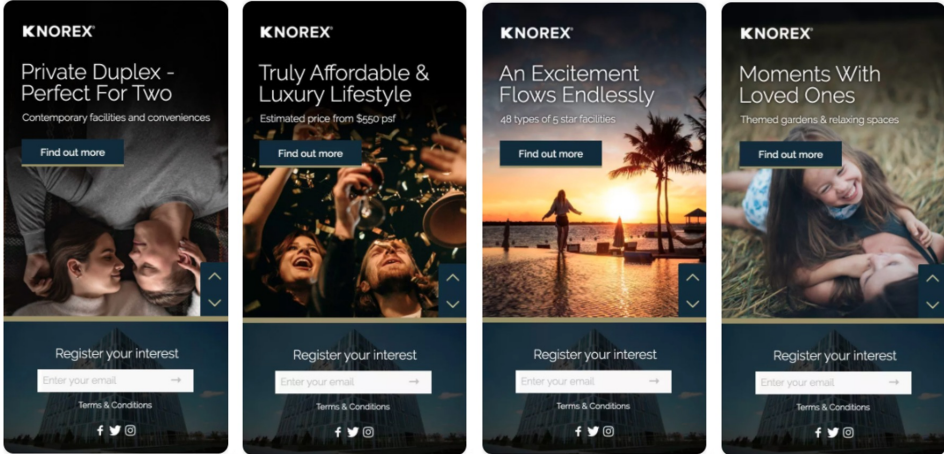 KNOREX®
Private Duplex -
Perfect For Two
Contemporary facilities and conveniences
Find out more
Register your interest
Enter your email
Terms & Conditions
KNOREX®
Truly Affordable &
Luxury Lifestyle
Estimated price from $550 psf
Find out more
Register your interest
Enter your email
Terms & Conditions
KNOREX®
An Excitement
Flows Endlessly
48 types of 5 star facilities
Find out more
Register your interest
Enter your email
Terms & Conditions
KNOREX®
Moments With
Loved Ones
Themed gardens & relaxing spaces
Find out more
Register your interest
Enter your email
Terms & Conditions